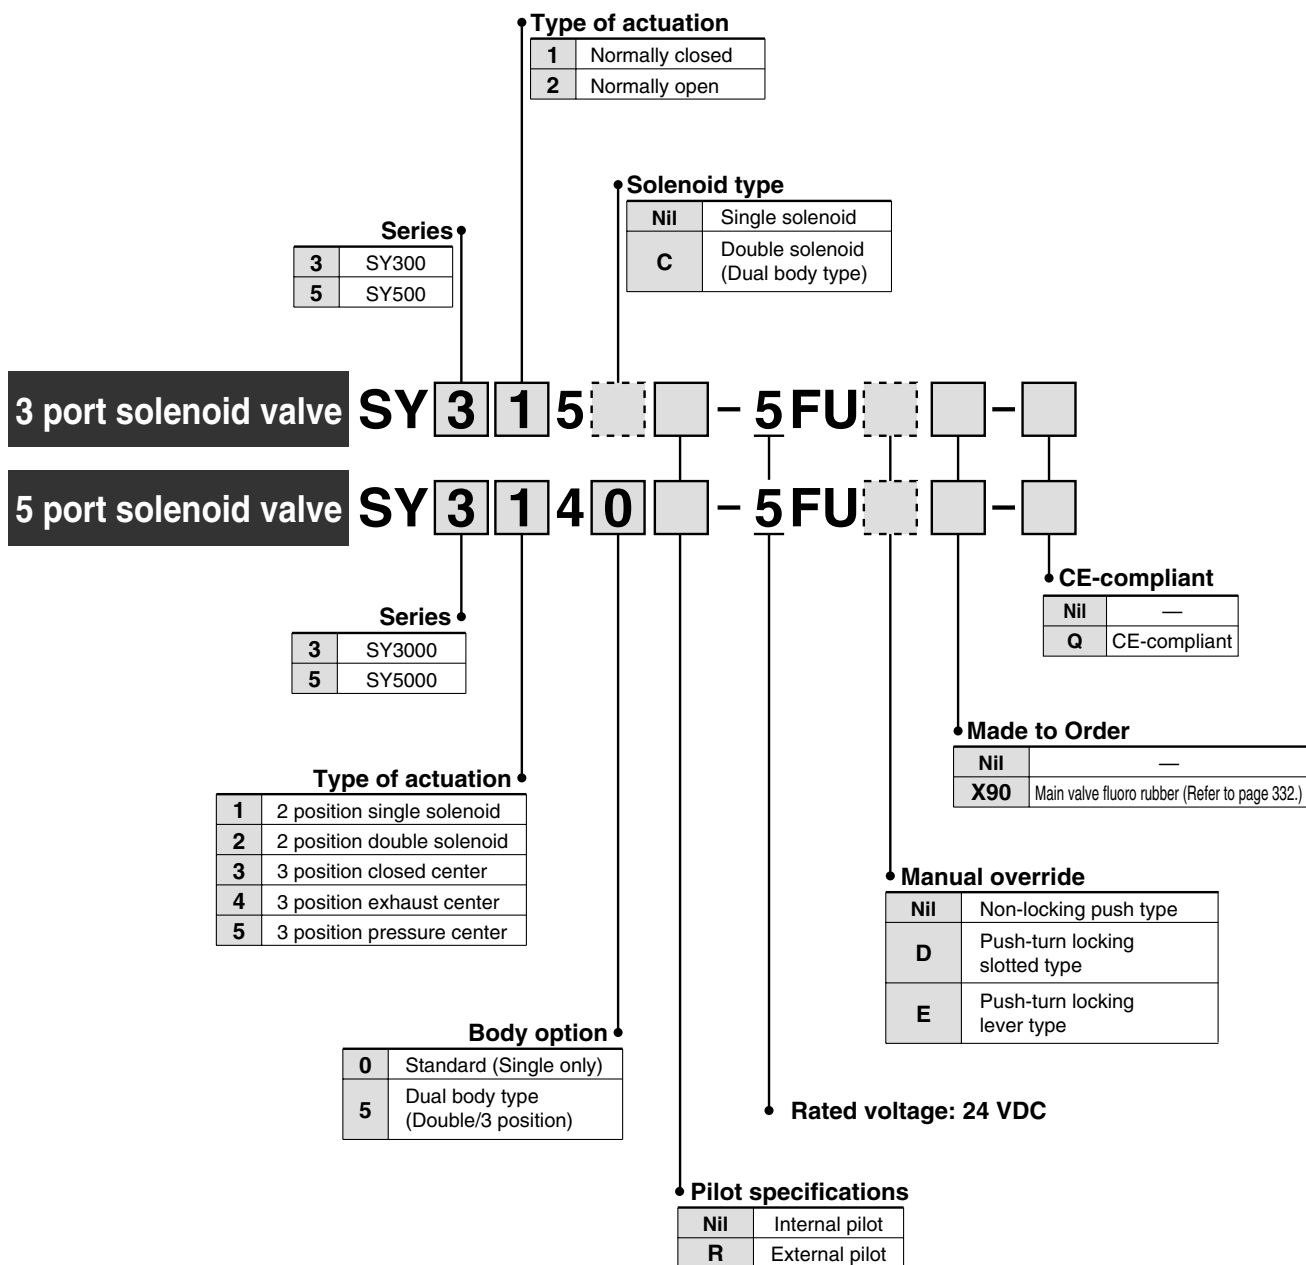 Type of actuation
1 Normally closed
2 Normally open
Solenoid type
Nil Single solenoid
C Double solenoid
(Dual body type)
Series
3 SY300
5 SY500
3 port solenoid valve SY 3 1 5 – 5 FU –
5 port solenoid valve SY 3 1 4 0 – 5 FU –
CE-compliant
Nil —
Q CE-compliant
Series
3 SY3000
5 SY5000
Made to Order
Nil —
X90 Main valve fluoro rubber (Refer to page 332.)
Type of actuation
1 2 position single solenoid
2 2 position double solenoid
3 3 position closed center
4 3 position exhaust center
5 3 position pressure center
Manual override
Nil Non-locking push type
D Push-turn locking
slotted type
E Push-turn locking
lever type
Body option
0 Standard (Single only)
5 Dual body type
(Double/3 position)
Rated voltage: 24 VDC
Pilot specifications
Nil Internal pilot
R External pilot